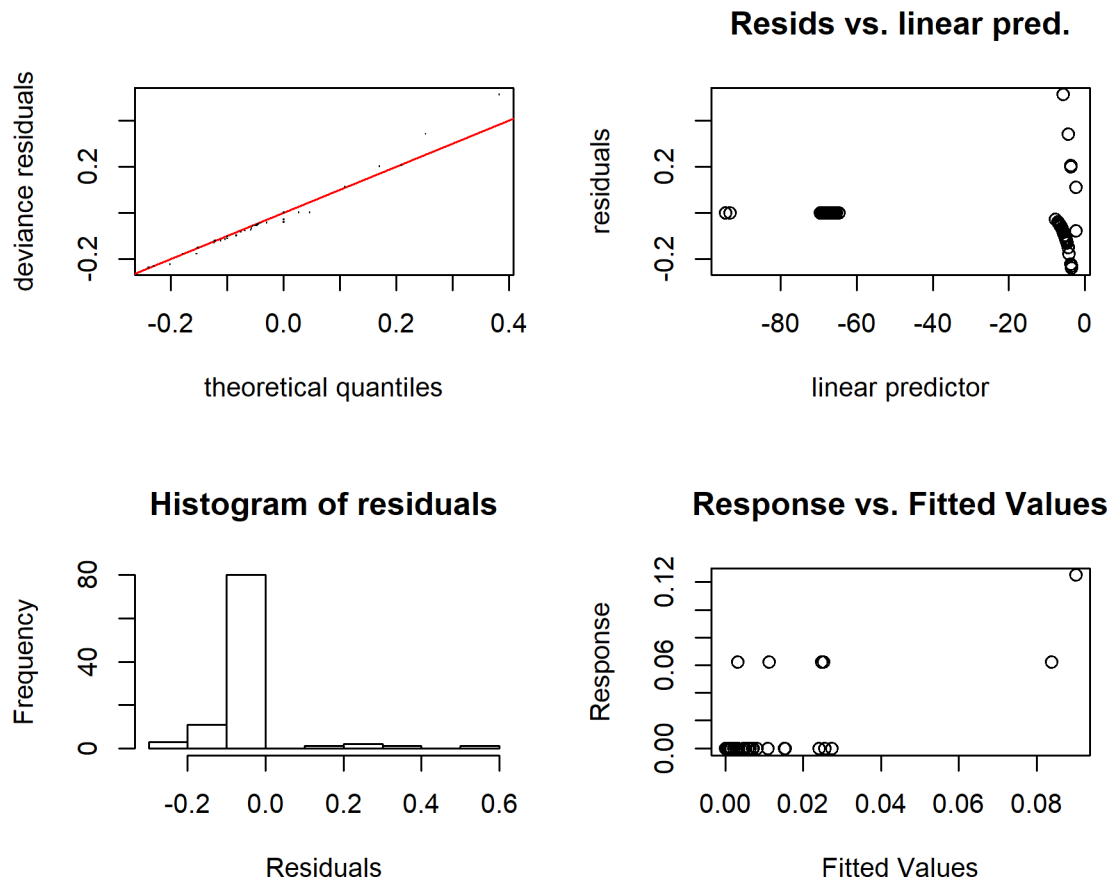 deviance residuals
-0.2
0.2
-0.2
0.0
0.2
0.4
theoretical quantiles
Resids vs. linear pred.
residuals
-0.2
0.2
-80
-60
-40
-20
0
linear predictor
Histogram of residuals
Frequency
0
40
80
-0.2
0.0
0.2
0.4
0.6
Residuals
Response vs. Fitted Values
Response
0.00
0.06
0.12
0.00
0.02
0.04
0.06
0.08
Fitted Values